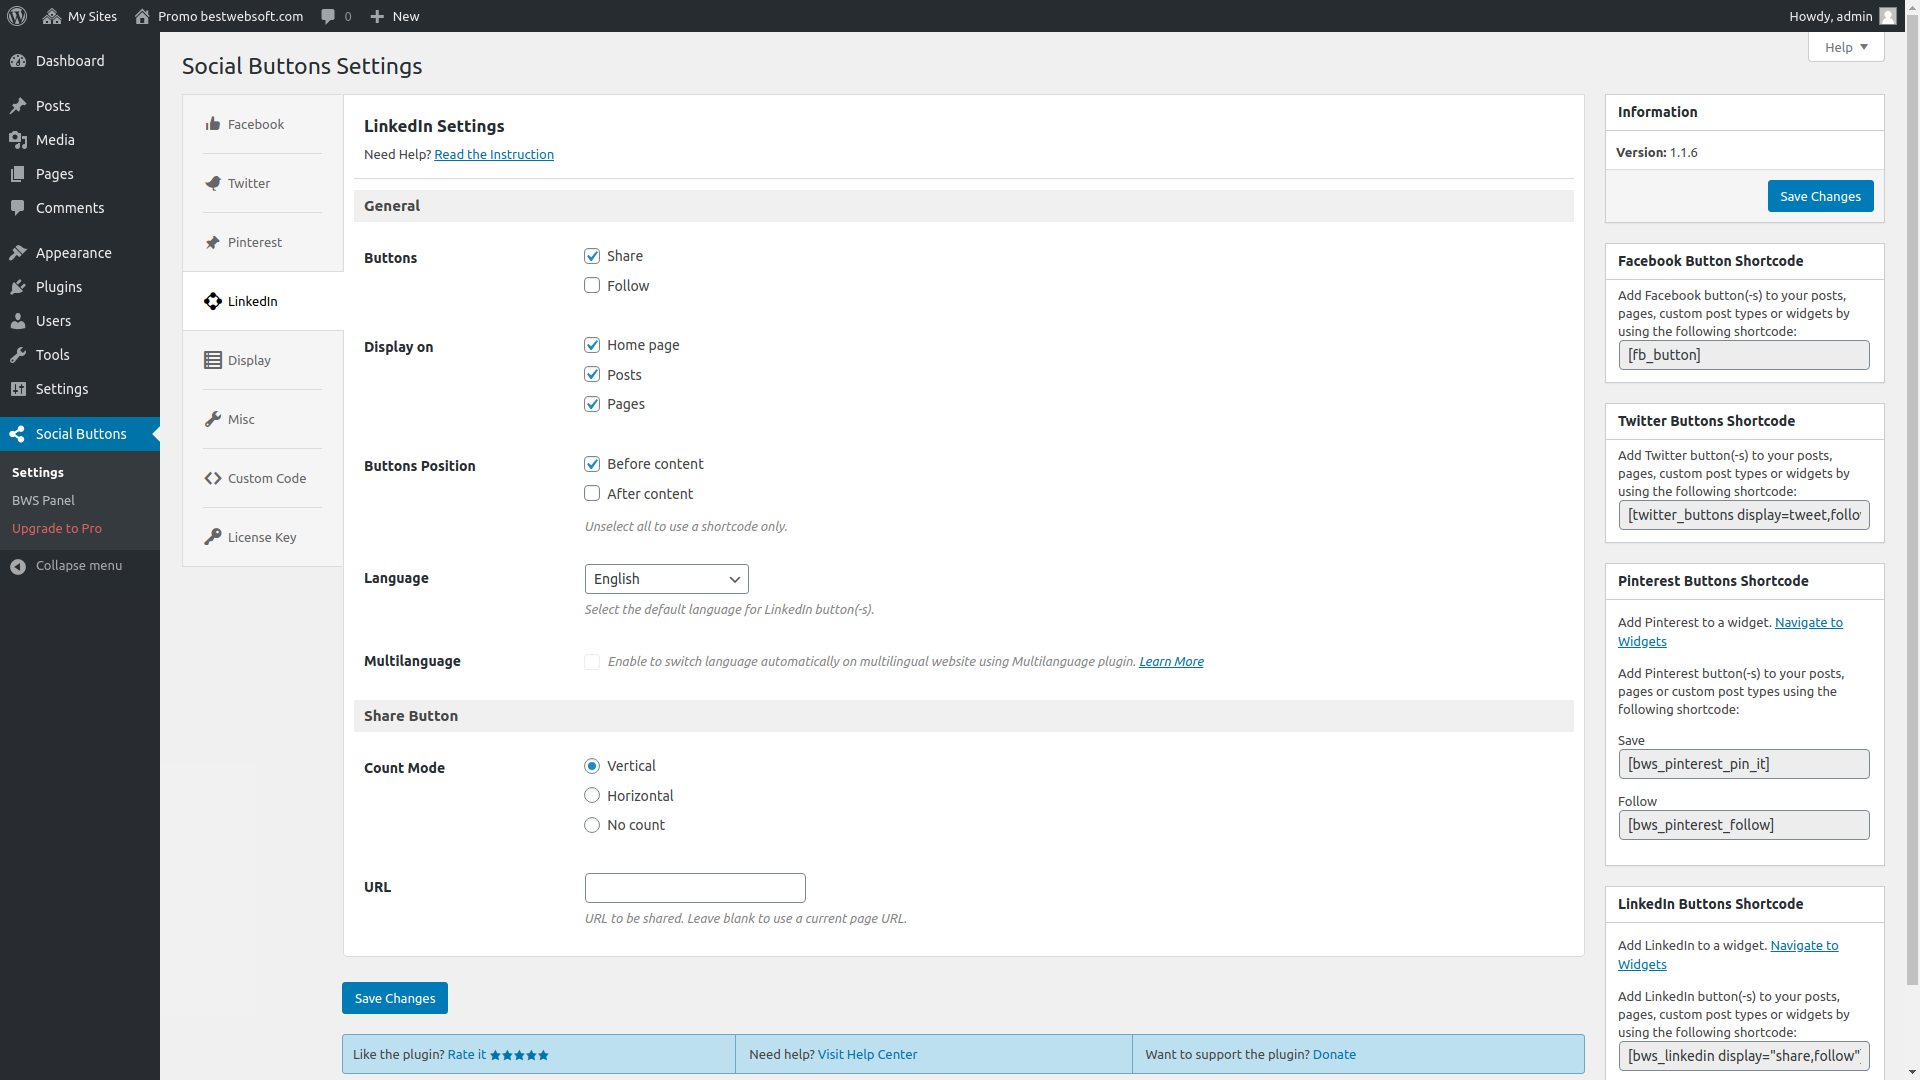 My Sites
Promo bestwebsoft.com
0
New
Howdy, admin
Help
Dashboard
Posts
Media
Pages
Comments
Appearance
Plugins
Users
Tools
Settings
Social Buttons
Settings
BWS Panel
Upgrade to Pro
Collapse menu
Social Buttons Settings
Facebook
Twitter
Pinterest
LinkedIn
Display
Misc
Custom Code
License Key
LinkedIn Settings
Need Help? Read the Instruction
General
Buttons
Share
Follow
Display on
Home page
Posts
Pages
Buttons Position
Before content
After content
Unselect all to use a shortcode only.
Language
English
Select the default language for LinkedIn button(-s).
Multilanguage
Enable to switch language automatically on multilingual website using Multilanguage plugin. Learn More
Share Button
Count Mode
Vertical
Horizontal
No count
URL
URL to be shared. Leave blank to use a current page URL.
Save Changes
Like the plugin? Rate it ★★★★★
Need help? Visit Help Center
Want to support the plugin? Donate
Information
Version: 1.1.6
Save Changes
Facebook Button Shortcode
Add Facebook button(-s) to your posts,
pages, custom post types or widgets by
using the following shortcode:
[fb_button]
Twitter Buttons Shortcode
Add Twitter button(-s) to your posts,
pages, custom post types or widgets by
using the following shortcode:
[twitter_buttons display=tweet,follo
Pinterest Buttons Shortcode
Add Pinterest to a widget. Navigate to
Widgets
Add Pinterest button(-s) to your posts,
pages or custom post types using the
following shortcode:
Save
[bws_pinterest_pin_it]
Follow
[bws_pinterest_follow]
LinkedIn Buttons Shortcode
Add LinkedIn to a widget. Navigate to
Widgets
Add LinkedIn button(-s) to your posts,
pages, custom post types or widgets by
using the following shortcode:
[bws_linkedin display="share,follow"